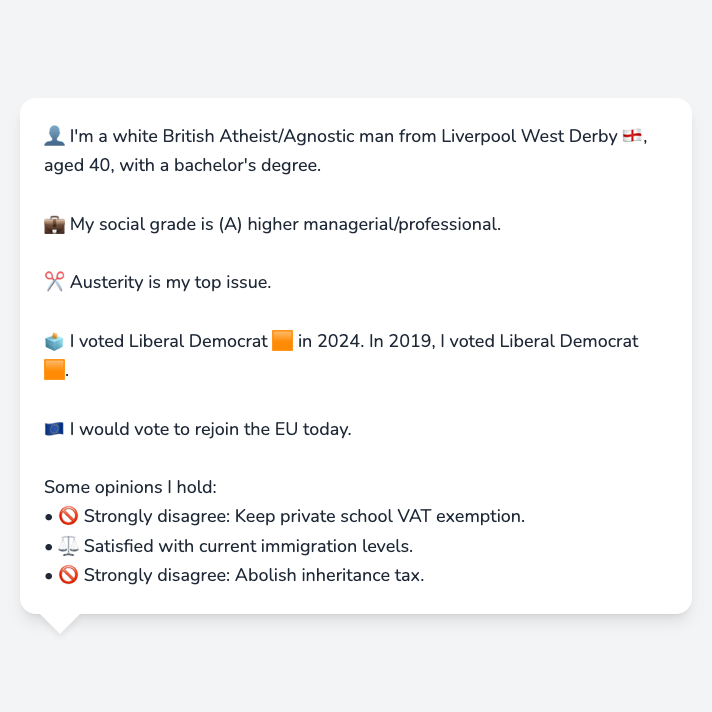 👤 I'm a white British Atheist/Agnostic man from Liverpool West Derby 🏴󠁧󠁢󠁥󠁮󠁧󠁿,
aged 40, with a bachelor's degree.
💼 My social grade is (A) higher managerial/professional.
✂️ Austerity is my top issue.
🗳️ I voted Liberal Democrat 🟧 in 2024. In 2019, I voted Liberal Democrat
🟧.
🇪🇺 I would vote to rejoin the EU today.
Some opinions I hold:
• 🚫 Strongly disagree: Keep private school VAT exemption.
• ⚖️ Satisfied with current immigration levels.
• 🚫 Strongly disagree: Abolish inheritance tax.